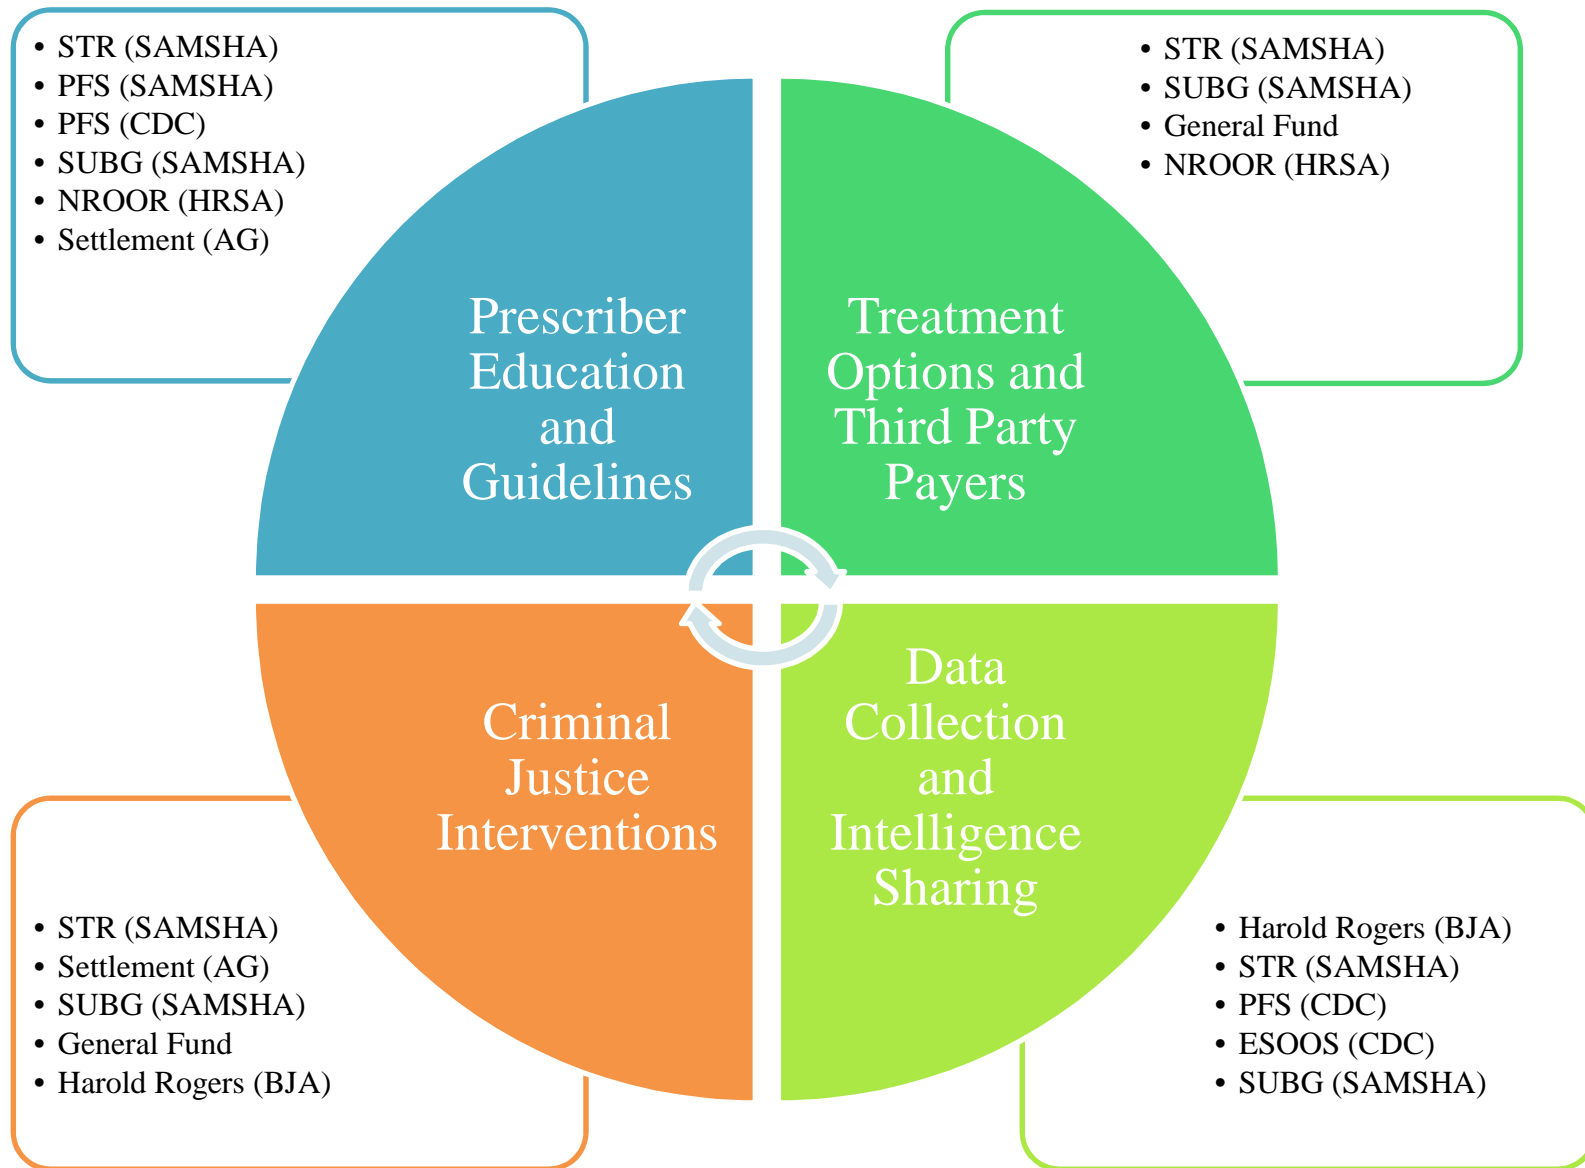 • STR (SAMSHA)
• PFS (SAMSHA)
• PFS (CDC)
• SUBG (SAMSHA)
• NROOR (HRSA)
• Settlement (AG)
• STR (SAMSHA)
• SUBG (SAMSHA)
• General Fund
• NROOR (HRSA)
Prescriber
Education
and
Guidelines
Treatment
Options and
Third Party
Payers
Criminal
Justice
Interventions
Data
Collection
and
Intelligence
Sharing
• STR (SAMSHA)
• Settlement (AG)
• SUBG (SAMSHA)
• General Fund
• Harold Rogers (BJA)
• Harold Rogers (BJA)
• STR (SAMSHA)
• PFS (CDC)
• ESOOS (CDC)
• SUBG (SAMSHA)